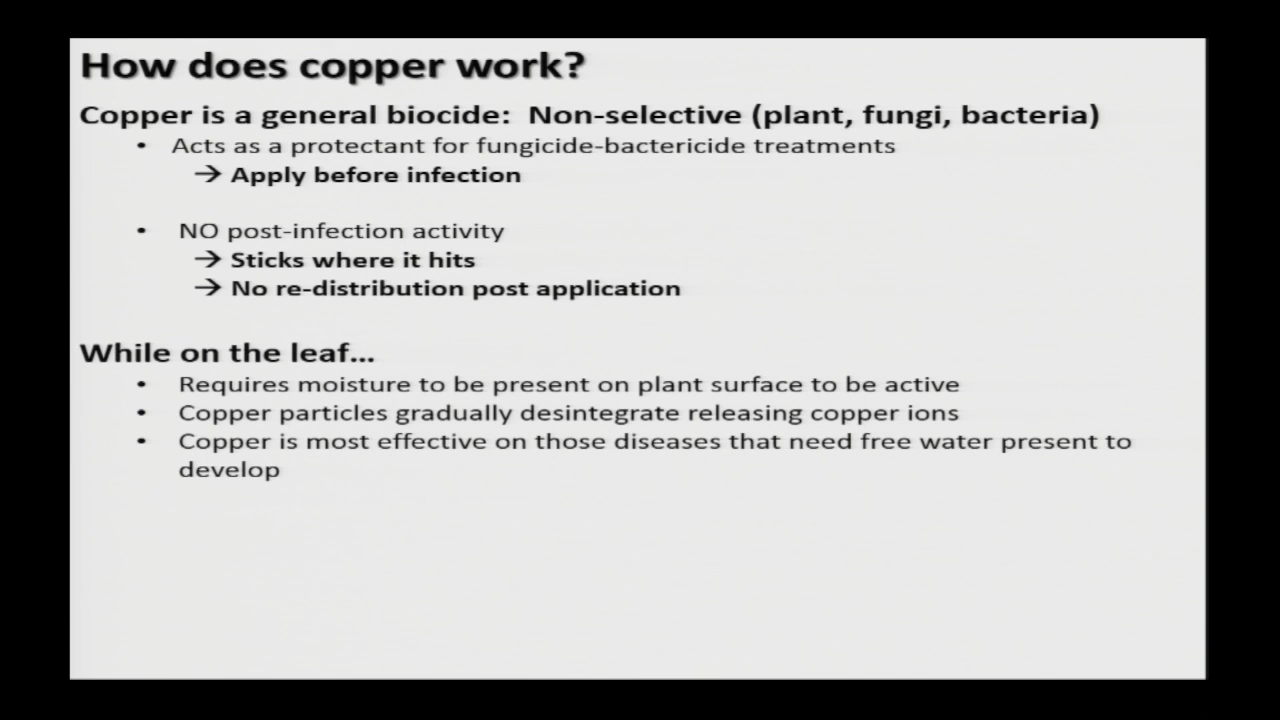 How does copper work?
Copper is a general biocide:  Non-selective (plant, fungi, bacteria)
• Acts as a protectant for fungicide-bactericide treatments
→ Apply before infection
• NO post-infection activity
→ Sticks where it hits
→ No re-distribution post application
While on the leaf...
• Requires moisture to be present on plant surface to be active
• Copper particles gradually desintegrate releasing copper ions
• Copper is most effective on those diseases that need free water present to
develop